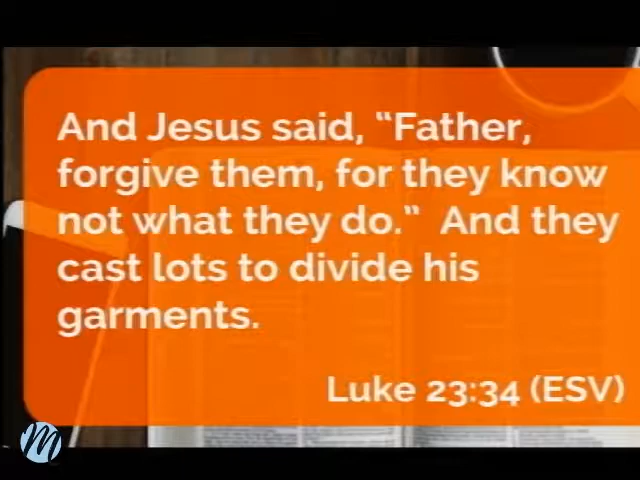 And Jesus said, “Father,
forgive them, for they know
not what they do.”  And they
cast lots to divide his
garments.
Luke 23:34 (ESV)
M